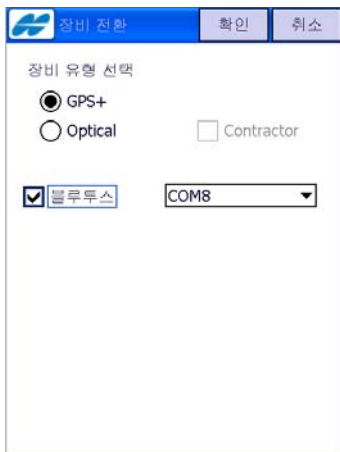 장비 전환 확인 취소
장비 유형 선택
GPS+
Optical Contractor
블루투스 COM8